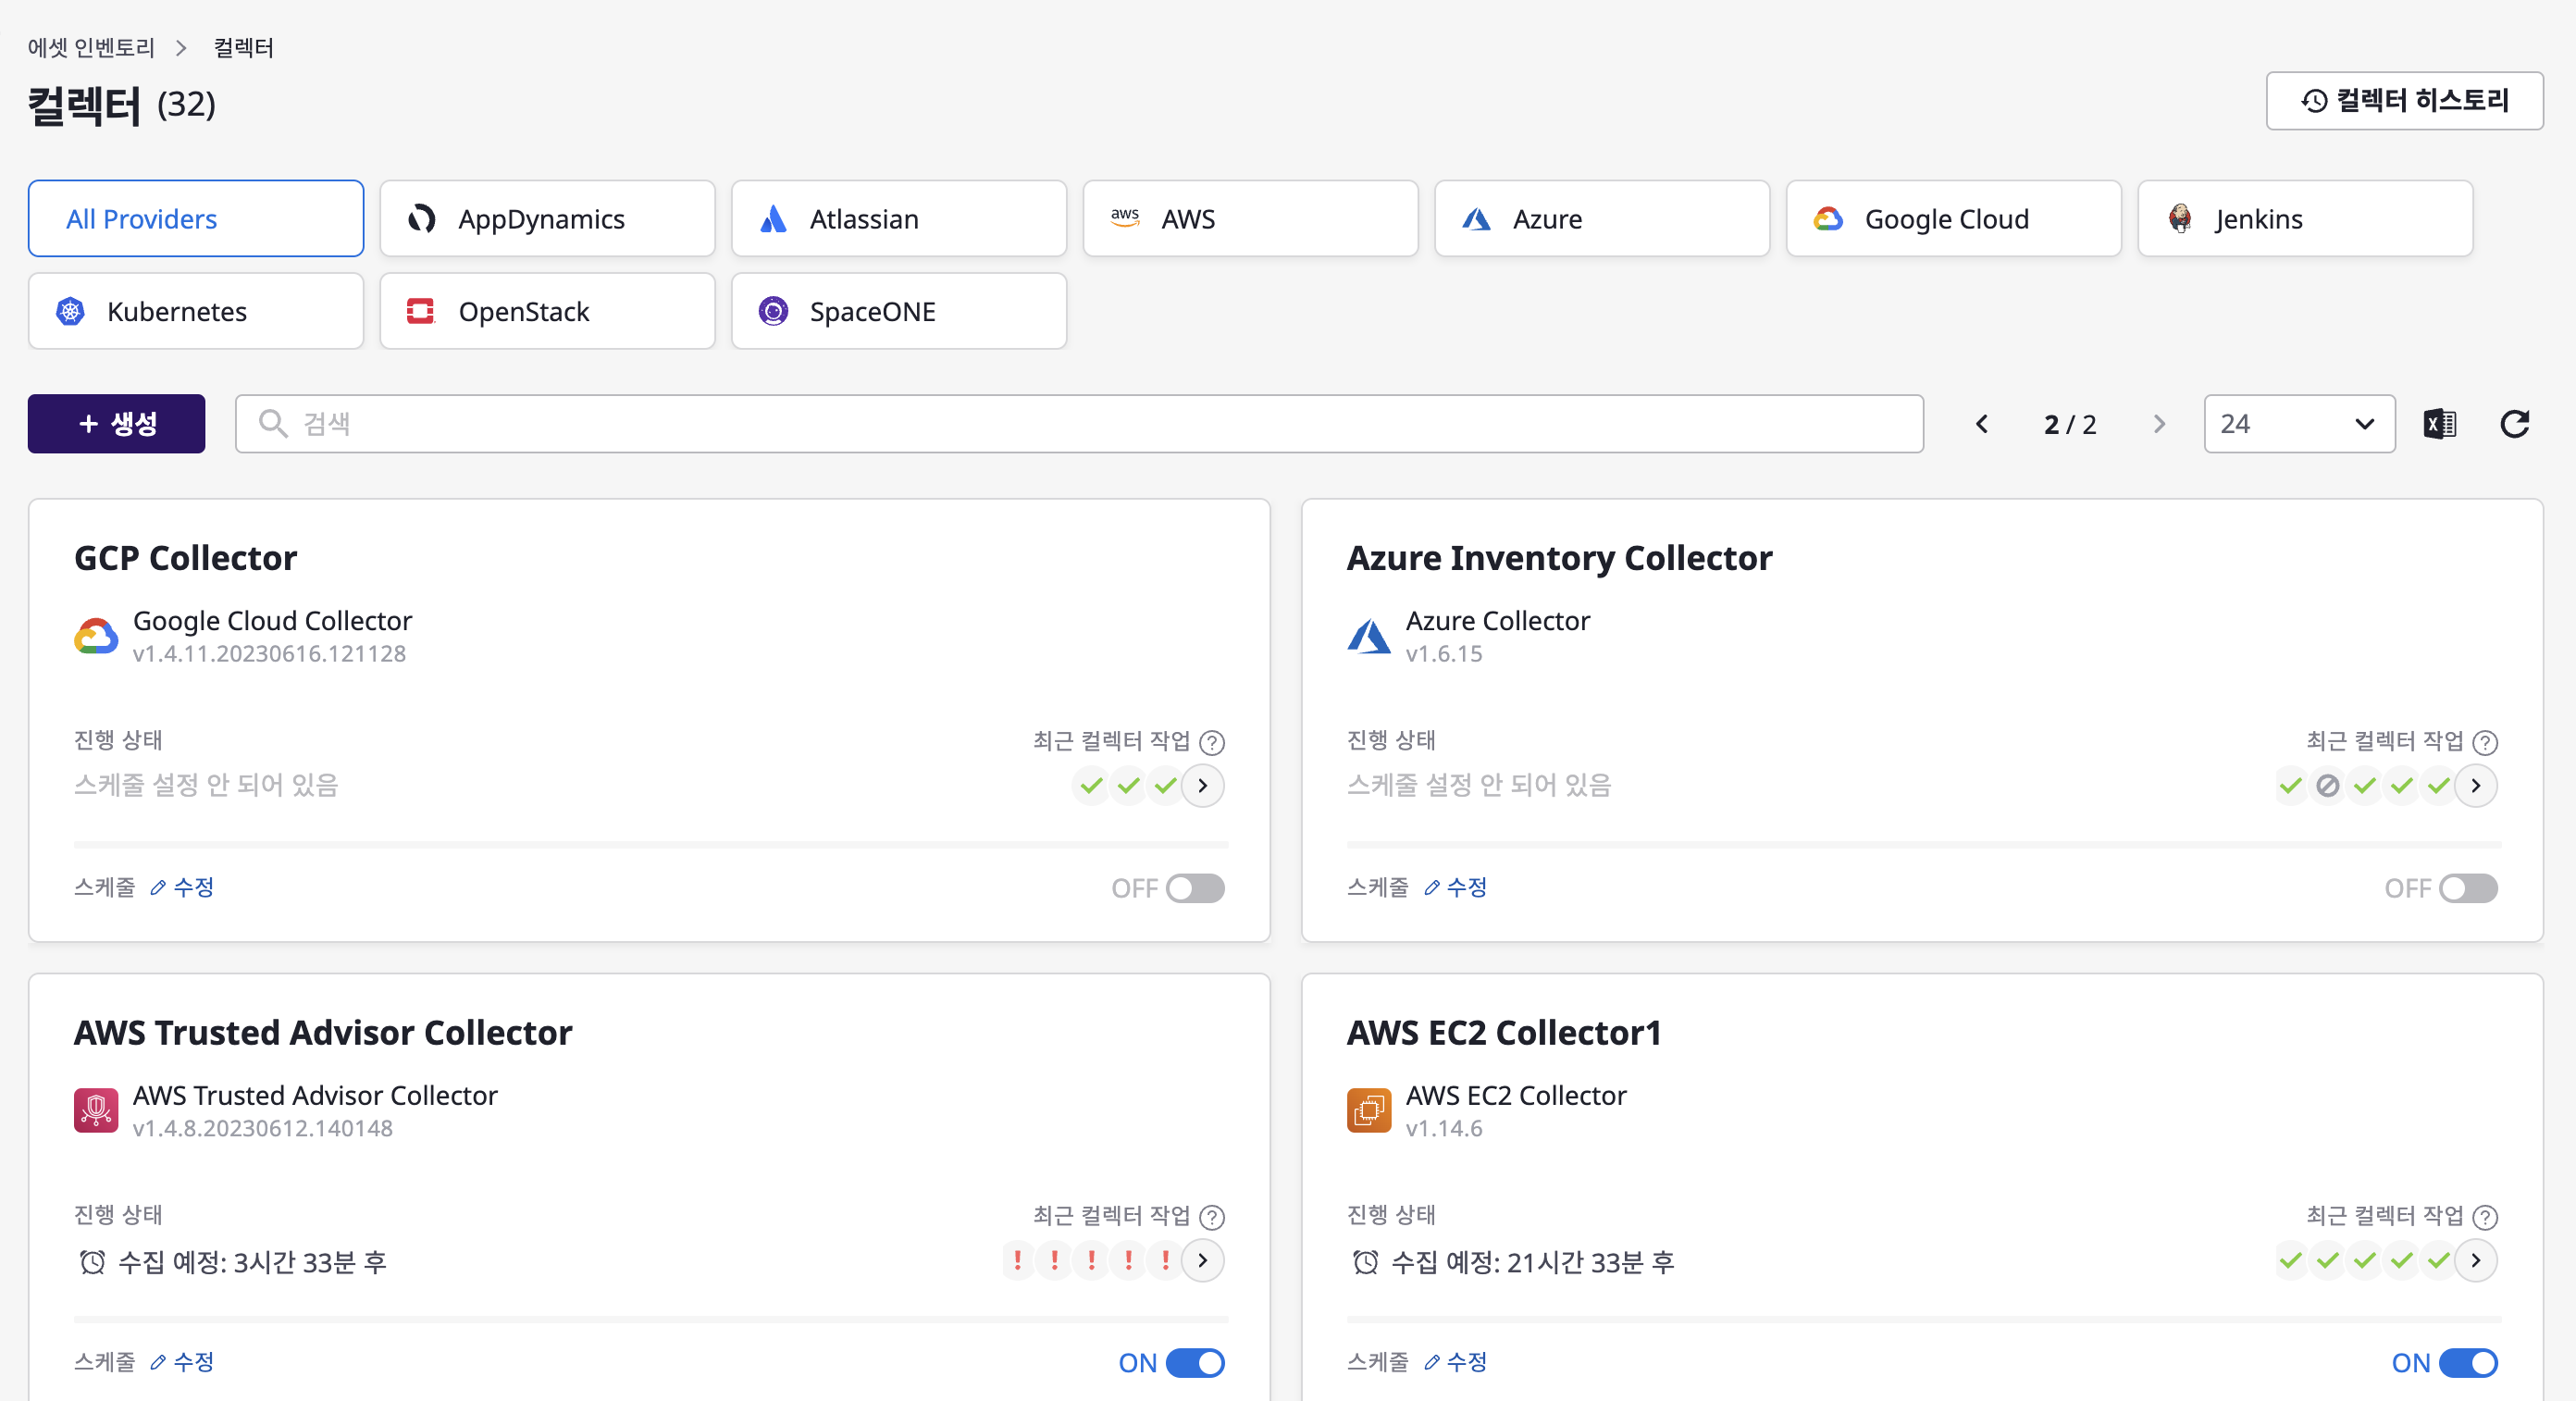 에셋 인벤토리 > 컬렉터
컬렉터 (32)
컬렉터 히스토리
All Providers
AppDynamics
Atlassian
aws AWS
Azure
Google Cloud
Jenkins
Kubernetes
OpenStack
SpaceONE
+ 생성
검색
2 / 2
24
GCP Collector
Google Cloud Collector
v1.4.11.20230616.121128
진행 상태
최근 컬렉터 작업 ?
스케줄 설정 안 되어 있음
스케줄 수정
OFF
Azure Inventory Collector
Azure Collector
v1.6.15
진행 상태
최근 컬렉터 작업 ?
스케줄 설정 안 되어 있음
스케줄 수정
OFF
AWS Trusted Advisor Collector
AWS Trusted Advisor Collector
v1.4.8.20230612.140148
진행 상태
최근 컬렉터 작업 ?
수집 예정: 3시간 33분 후
! ! ! ! !
스케줄 수정
ON
AWS EC2 Collector1
AWS EC2 Collector
v1.14.6
진행 상태
최근 컬렉터 작업 ?
수집 예정: 21시간 33분 후
스케줄 수정
ON